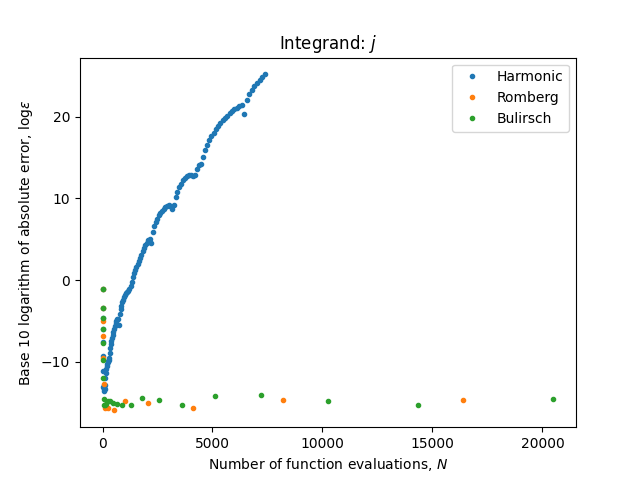 Integrand: j
Harmonic
Romberg
Bulirsch
Base 10 logarithm of absolute error, logε
20
10
0
−10
0 5000 10000 15000 20000
Number of function evaluations, N